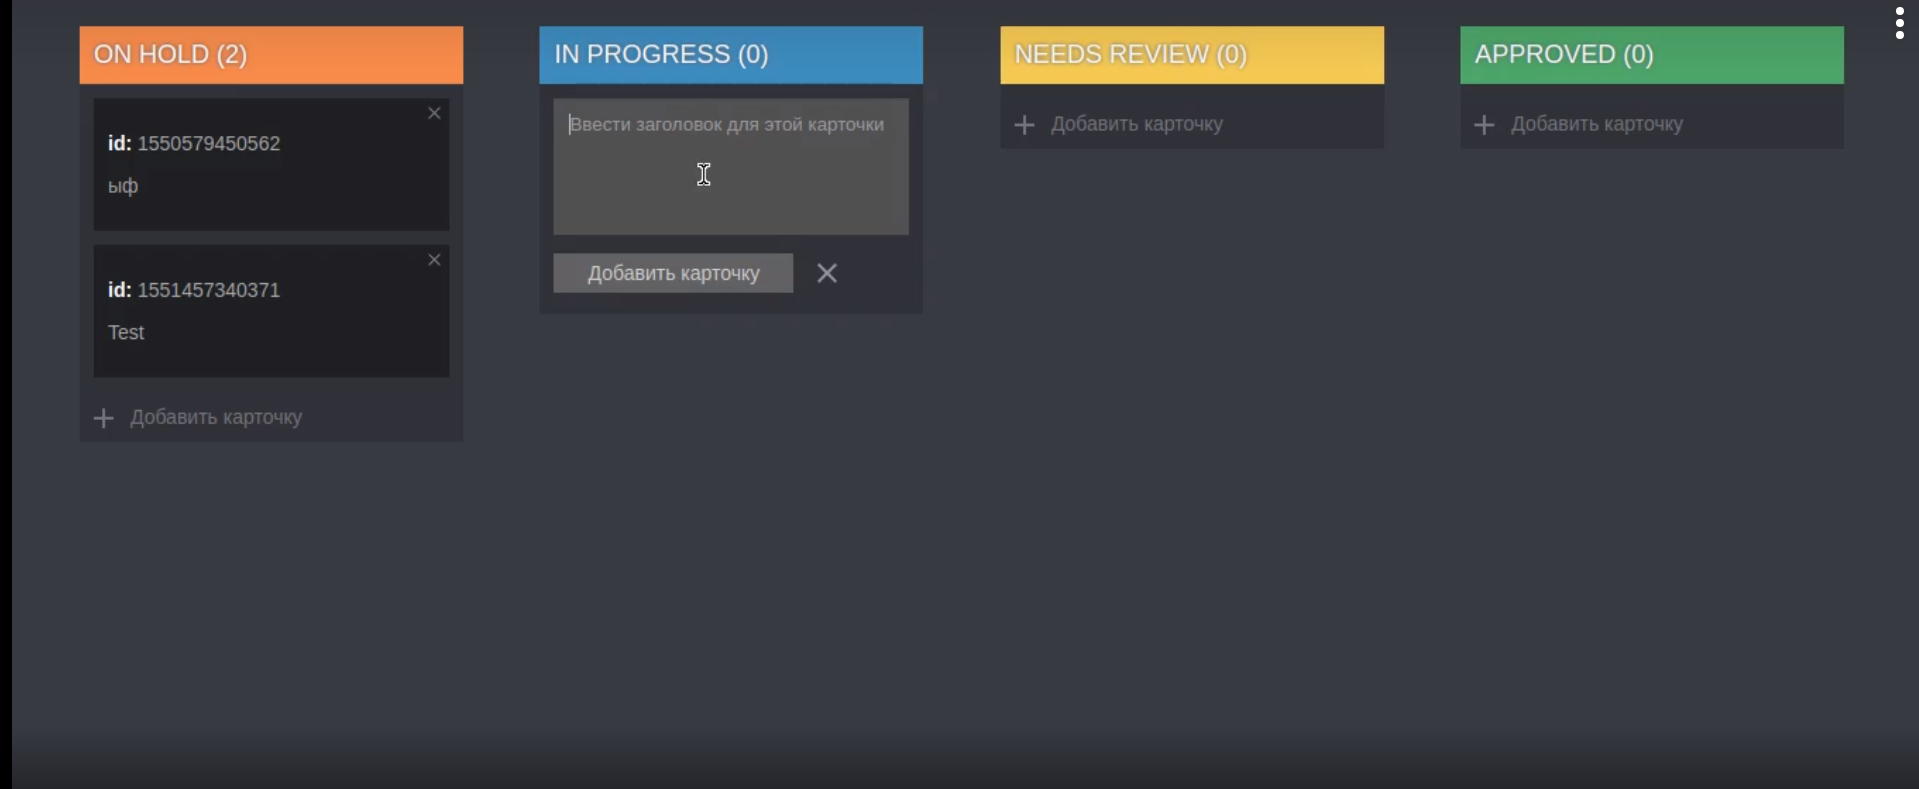 ON HOLD (2)
id: 1550579450562
ыф
id: 1551457340371
Test
Добавить карточку
IN PROGRESS (0)
Ввести заголовок для этой карточки
Добавить карточку
NEEDS REVIEW (0)
Добавить карточку
APPROVED (0)
Добавить карточку